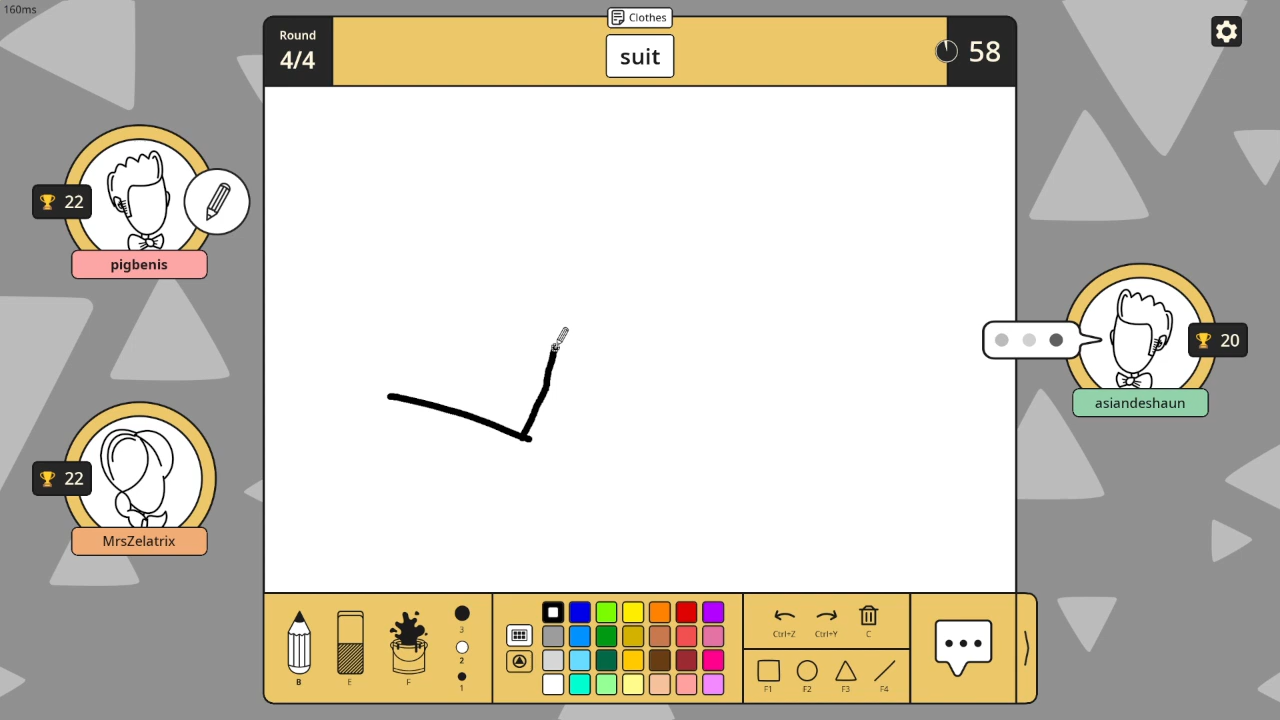 160ms
Clothes
Round
4/4
suit
58
22
pigbenis
20
asiandeshaun
22
MrsZelatrix
B
E
F
3
2
1
Ctrl+Z
Ctrl+Y
C
F1
F2
F3
F4